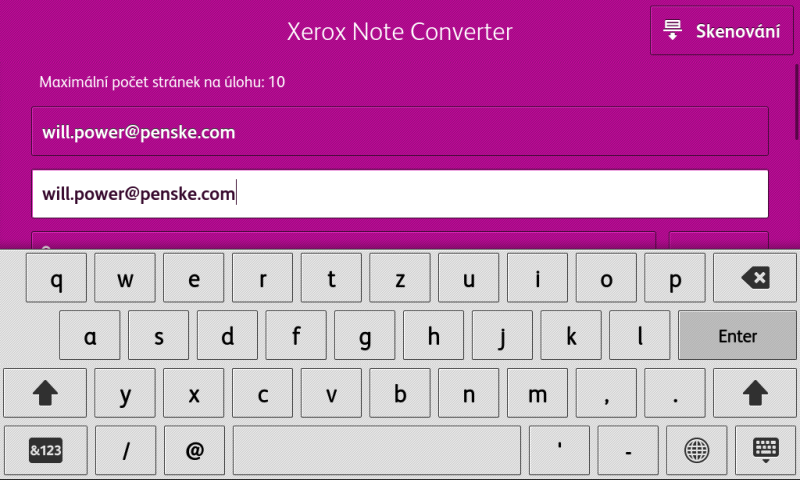 Xerox Note Converter
Skenování
Maximální počet stránek na úlohu: 10
will.power@penske.com
will.power@penske.com
q w e r t z u i o p
a s d f g h j k l Enter
y x c v b n m , .
&123 / @ ' -